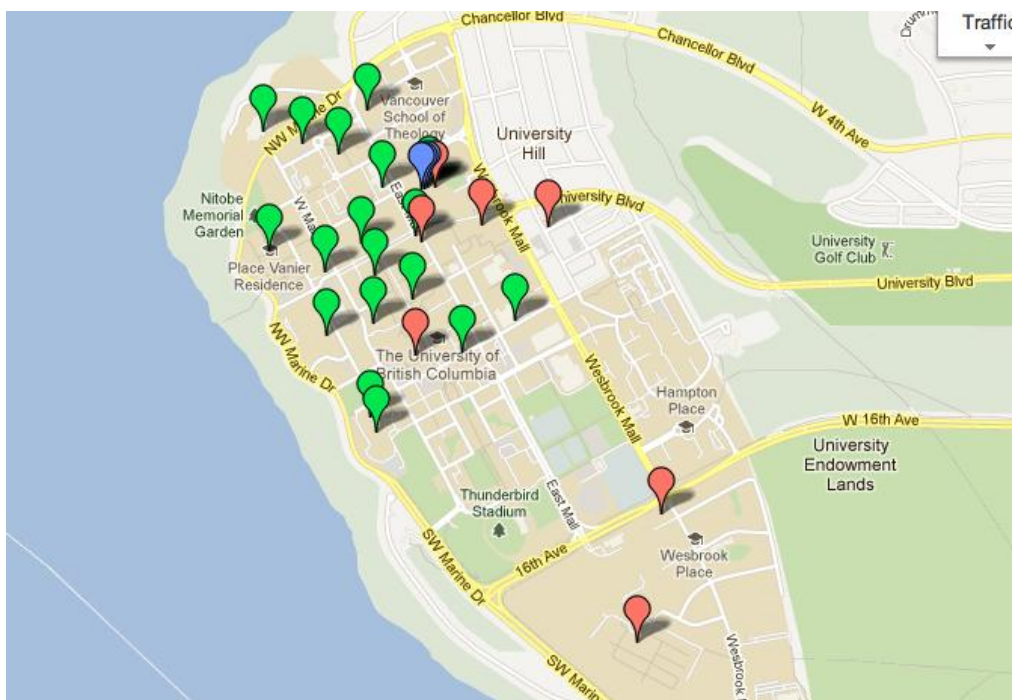 Chancellor Blvd
Chancellor Blvd
Traffic
Vancouver
School of
Theology
NW Marine Dr
W 4th Ave
University
Hill
Nitobe
Memorial
Garden
Place Vanier
Residence
Wesbrook Mall
University Blvd
University
Golf Club
University Blvd
NW Marine Dr
The University of
British Columbia
Wesbrook Mall
Hampton
Place
W 16th Ave
University
Endowment
Lands
Thunderbird
Stadium
East Mall
16th Ave
Wesbrook
Place
SW Marine Dr
SW Marine Dr